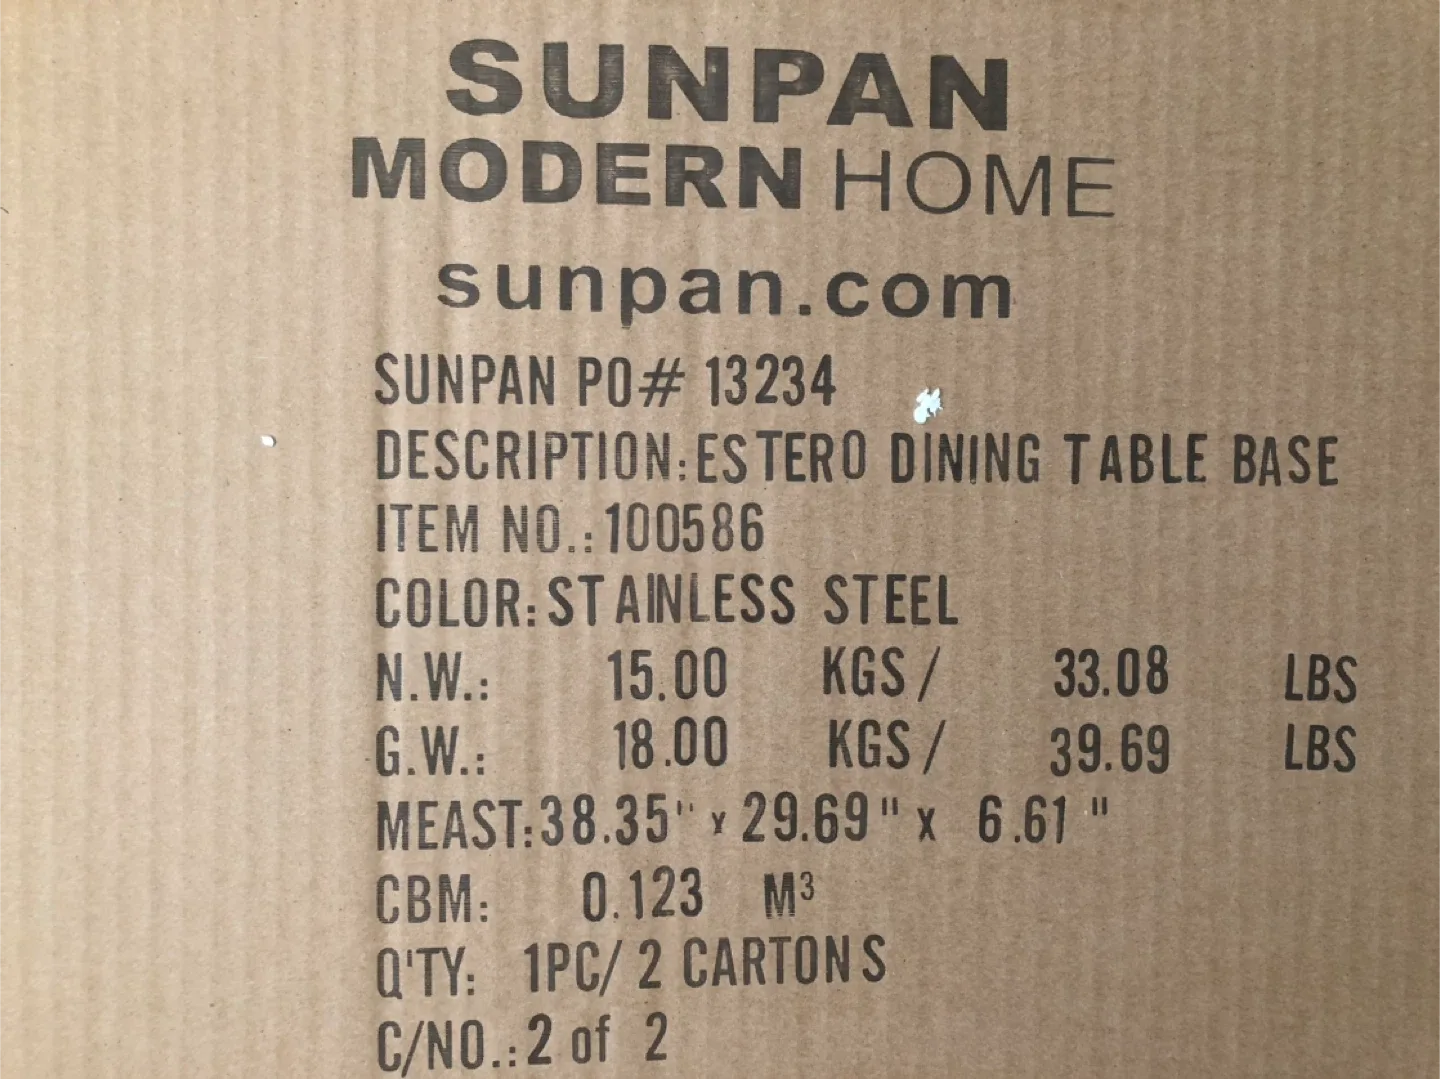 SUNPAN
MODERN HOME
sunpan.com
SUNPAN PO# 13234
DESCRIPTION:ESTERO DINING TABLE BASE
ITEM NO.:100586
COLOR:STAINLESS STEEL
N.W.: 15.00 KGS/ 33.08 LBS
G.W.: 18.00 KGS/ 39.69 LBS
MEAST:38.35" x 29.69" x 6.61"
CBM: 0.123 M³
Q'TY: 1PC/ 2 CARTONS
C/NO.:2 of 2